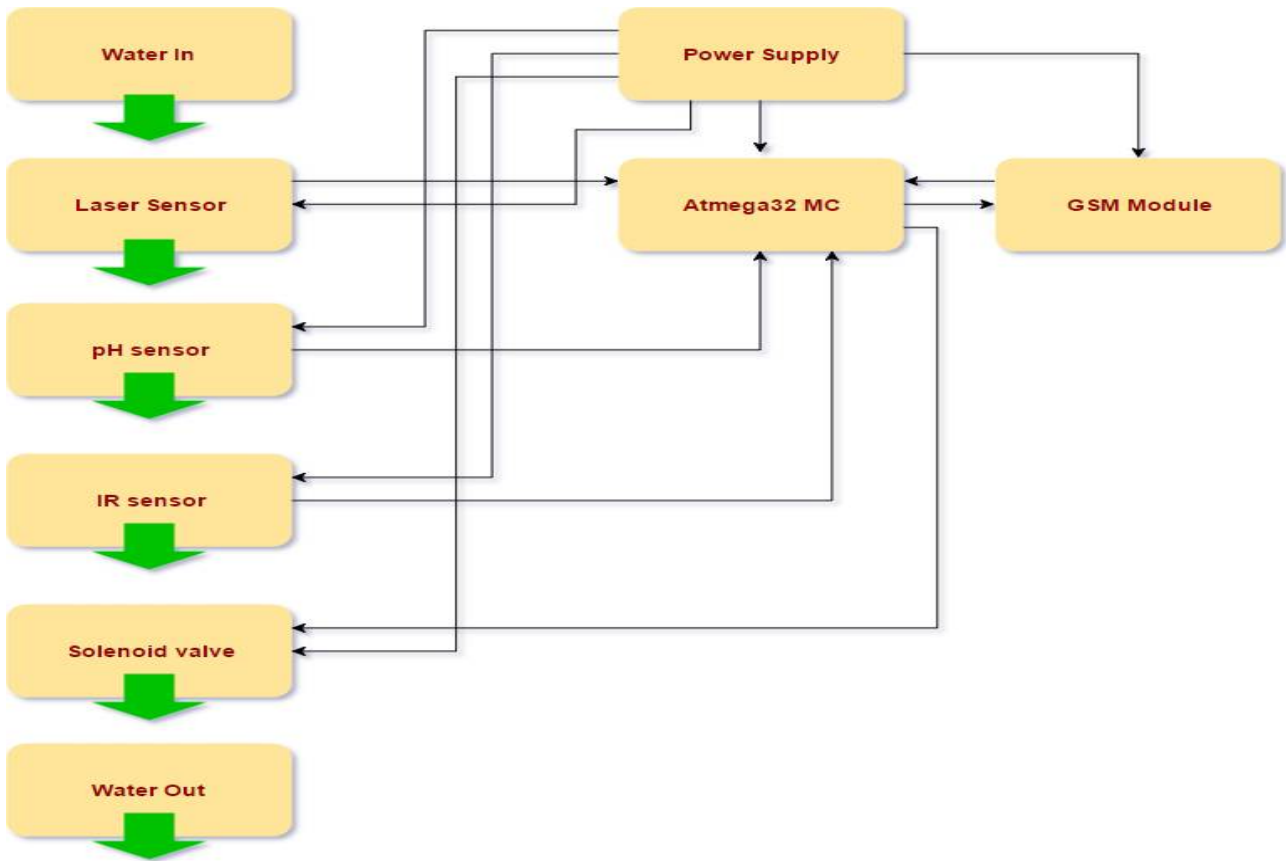 Water In
Power Supply
Laser Sensor
Atmega32 MC
GSM Module
pH sensor
IR sensor
Solenoid valve
Water Out